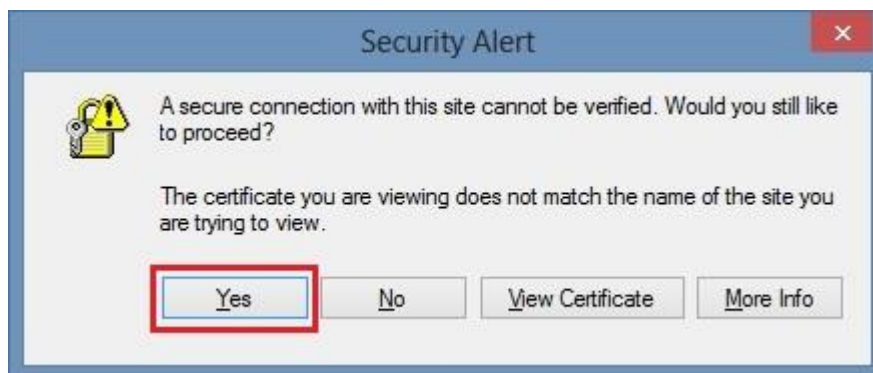 Security Alert
A secure connection with this site cannot be verified. Would you still like
to proceed?
The certificate you are viewing does not match the name of the site you
are trying to view.
Yes No View Certificate More Info